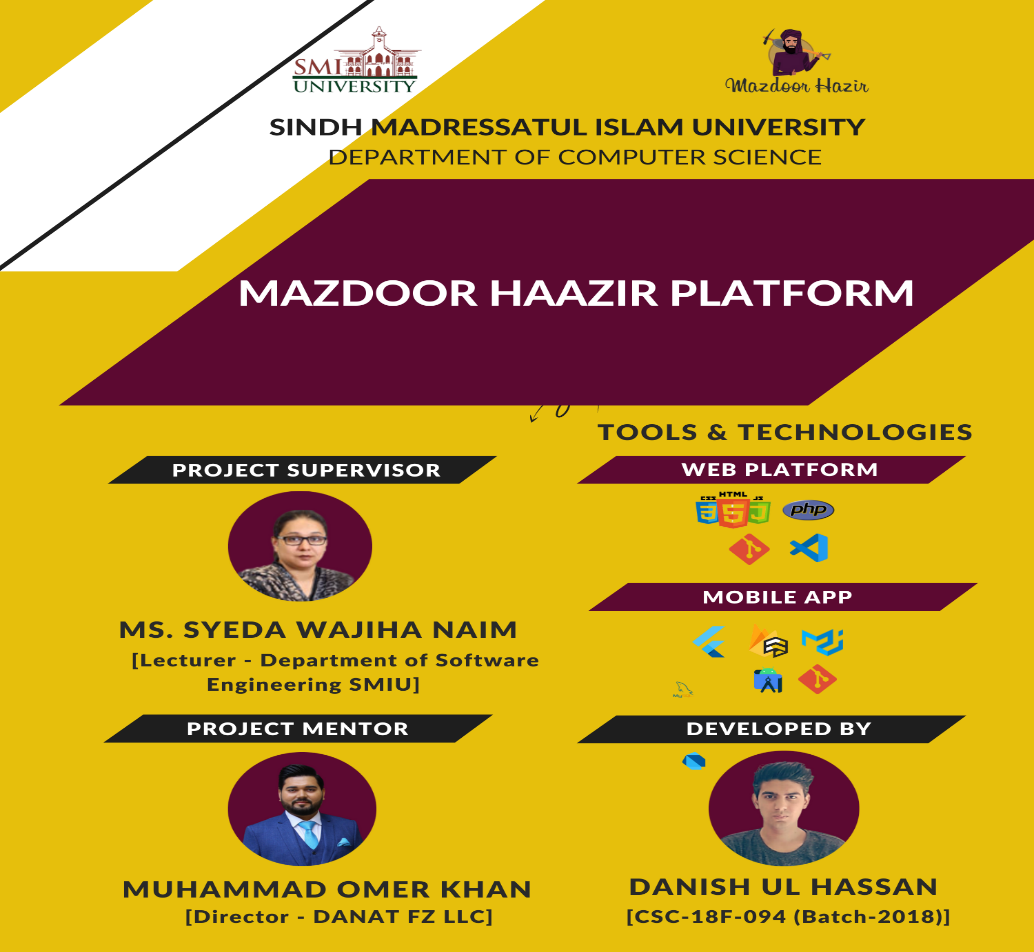 SMI
UNIVERSITY
Mazdoor Hazir
SINDH MADRESSATUL ISLAM UNIVERSITY
DEPARTMENT OF COMPUTER SCIENCE
MAZDOOR HAAZIR PLATFORM
TOOLS & TECHNOLOGIES
PROJECT SUPERVISOR
MS. SYEDA WAJIHA NAIM
[Lecturer - Department of Software
Engineering SMIU]
WEB PLATFORM
CSS HTML JS
php
MOBILE APP
PROJECT MENTOR
MUHAMMAD OMER KHAN
[Director - DANAT FZ LLC]
DEVELOPED BY
DANISH UL HASSAN
[CSC-18F-094 (Batch-2018)]